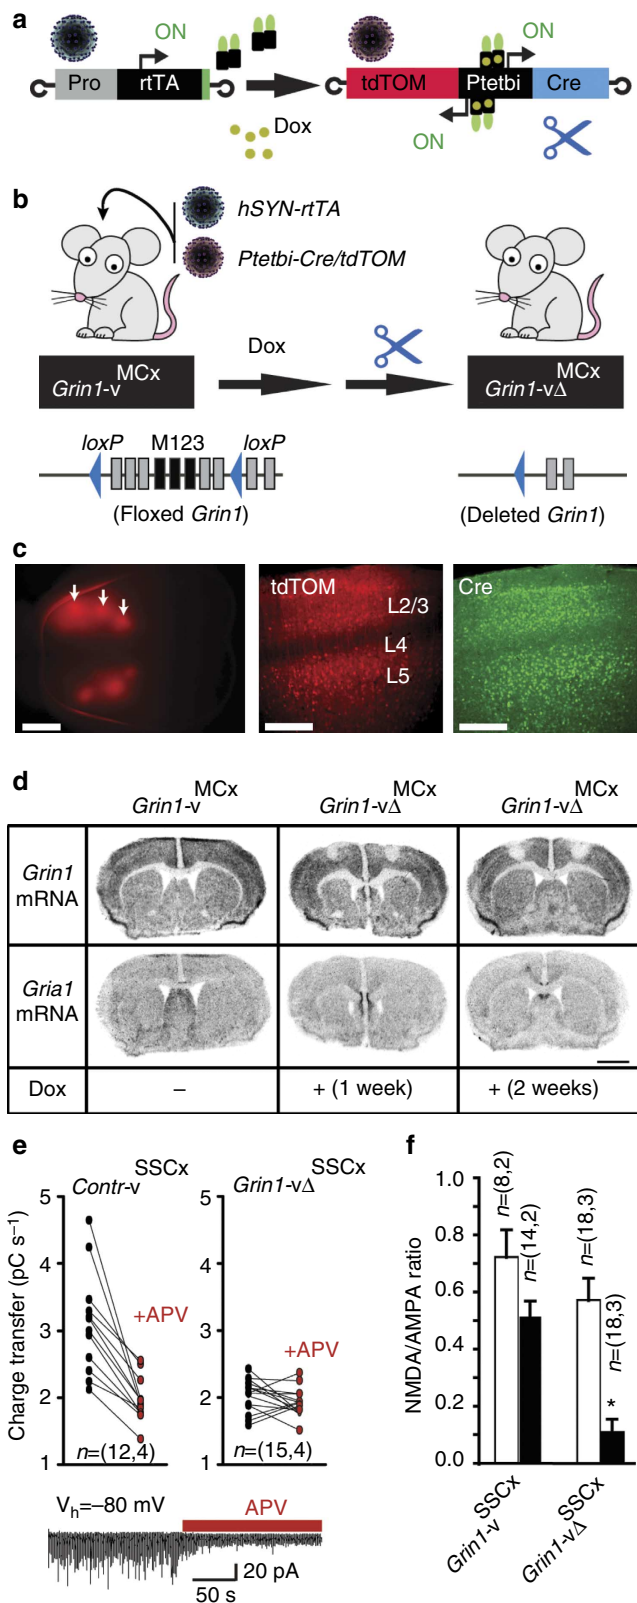 a
ON
Pro
rtTA
Dox
tdTOM
Ptetbi
Cre
ON
ON
b
hSYN-rtTA
Ptetbi-Cre/tdTOM
Grin1-v MCx
Dox
Grin1-vΔ MCx
loxP
M123
loxP
(Floxed Grin1)
(Deleted Grin1)
c
tdTOM
L2/3
L4
L5
Cre
d
Grin1-v MCx
Grin1-vΔ MCx
Grin1-vΔ MCx
Grin1
mRNA
Gria1
mRNA
Dox
–
+ (1 week)
+ (2 weeks)
e
Contr-v SSCx
Grin1-vΔ SSCx
Charge transfer (pC s–1)
5
4
3
2
1
+APV
n=(12,4)
5
4
3
2
1
+APV
n=(15,4)
Vh=–80 mV
APV
20 pA
50 s
f
NMDA/AMPA ratio
1.0
0.8
0.6
0.4
0.2
0.0
n=(8,2)
n=(14,2)
n=(18,3)
n=(18,3)
*
Grin1-v SSCx
Grin1-vΔ SSCx